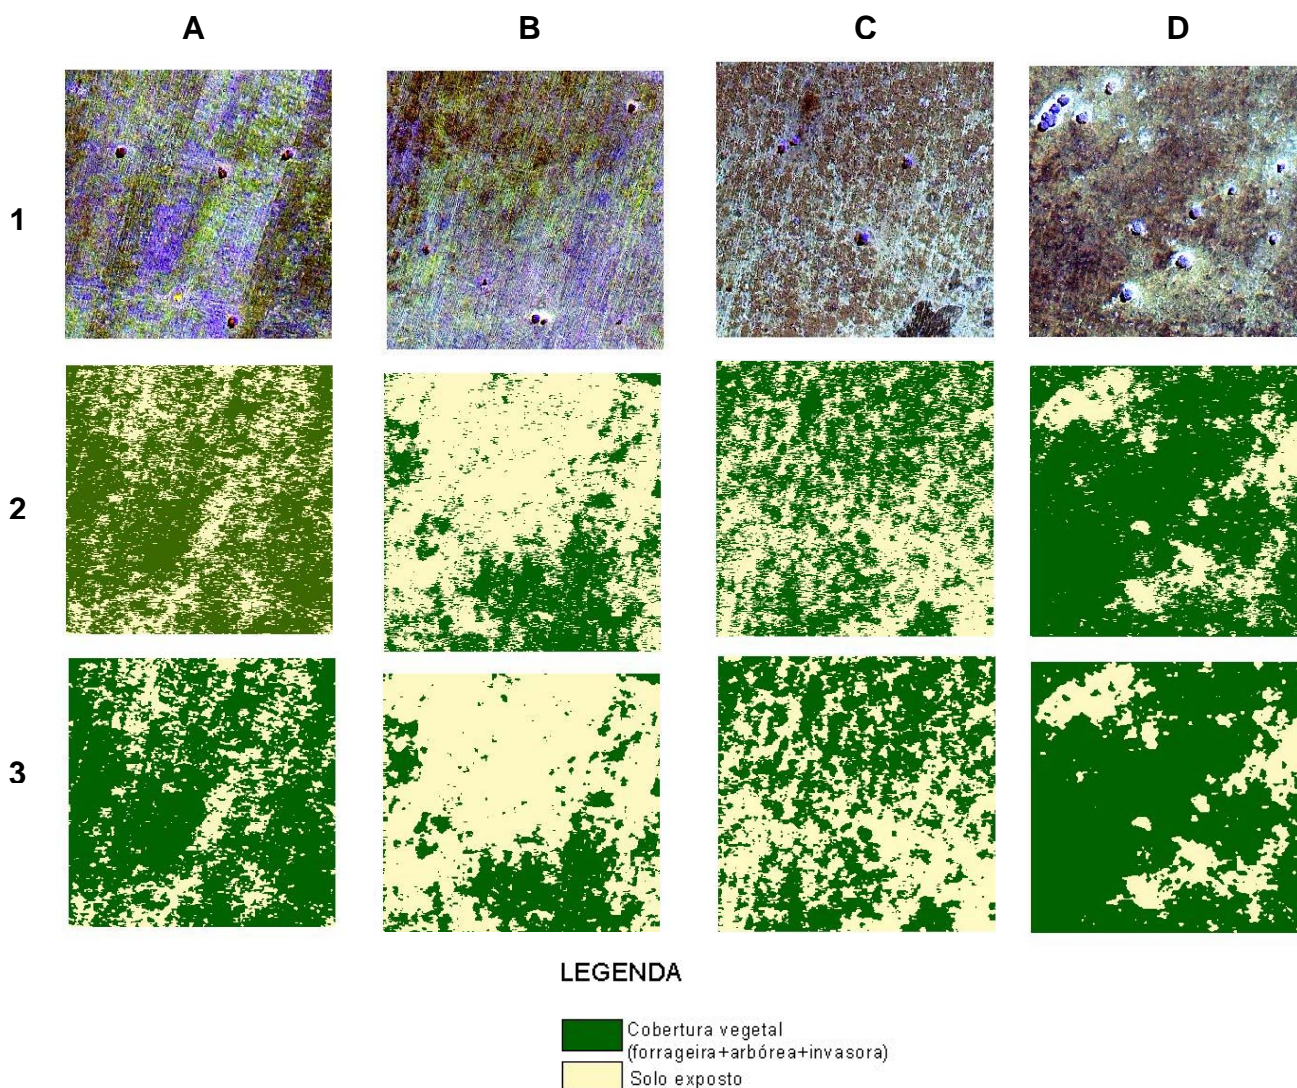 A B C D
1
2
3
LEGENDA
Cobertura vegetal
(forrageira+arbórea+invasora)
Solo exposto